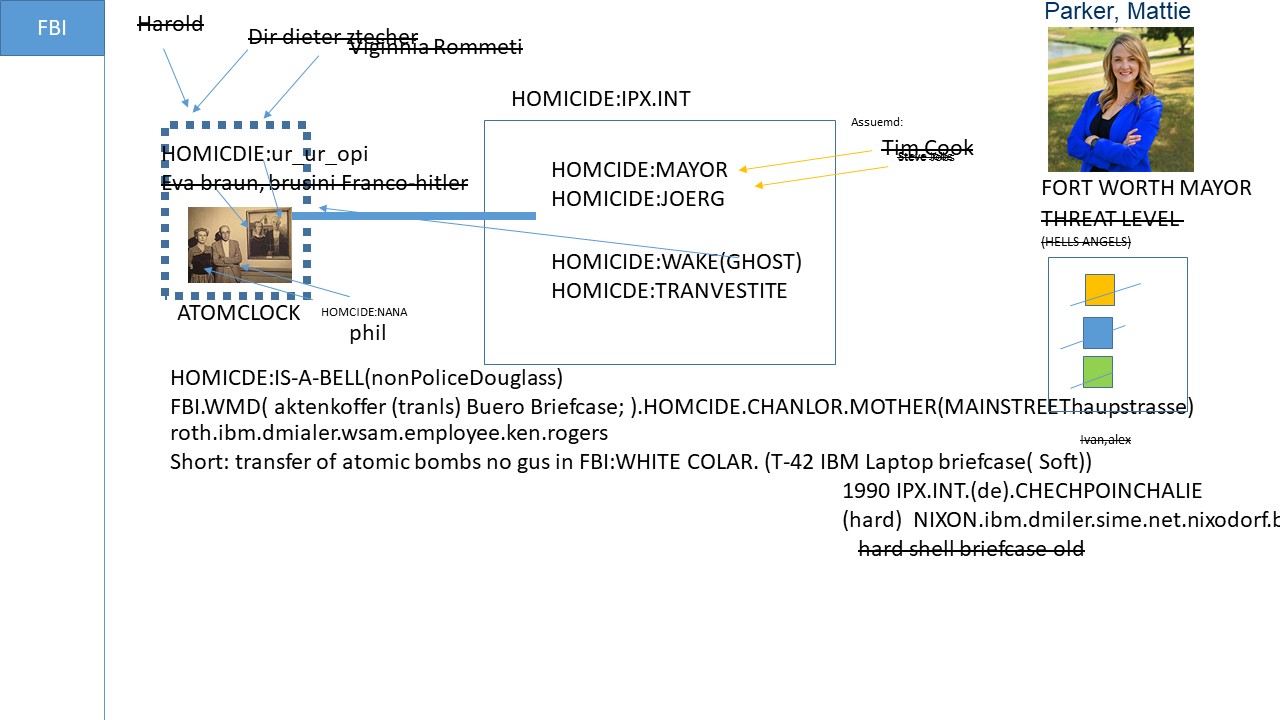 FBI
Harold
Dir dieter ztecher
Viginnia Rommeti
Parker, Mattie
HOMICIDE:IPX.INT
Assuemd:
Tim Cook
Steve Jobs
HOMICDIE:ur_ur_opi
Eva braun, brusini Franco-hitler
HOMCIDE:MAYOR
HOMICIDE:JOERG
FORT WORTH MAYOR
THREAT LEVEL
(HELLS ANGELS)
HOMICIDE:WAKE(GHOST)
HOMICDE:TRANVESTITE
ATOMCLOCK
HOMCIDE:NANA
phil
HOMICDE:IS-A-BELL(nonPoliceDouglass)
FBI.WMD( aktenkoffer (tranls) Buero Briefcase; ).HOMCIDE.CHANLOR.MOTHER(MAINSTREEThaupstrasse)
roth.ibm.dmialer.wsam.employee.ken.rogers
Ivan,alex
Short: transfer of atomic bombs no gus in FBI:WHITE COLAR. (T-42 IBM Laptop briefcase( Soft))
1990 IPX.INT.(de).CHECHPOINCHALIE
(hard) NIXON.ibm.dmiler.sime.net.nixodorf.b
hard shell briefcase old